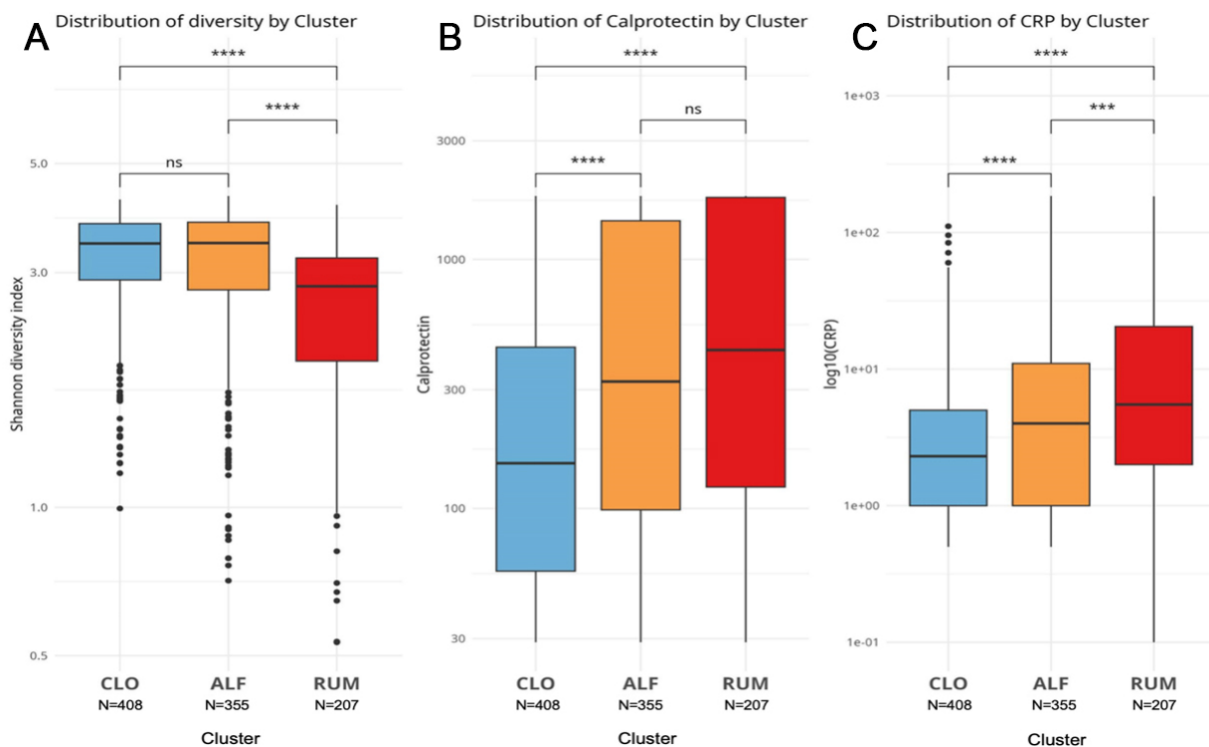 A
Distribution of diversity by Cluster
****
****
ns
5.0
3.0
1.0
0.5
Shannon diversity index
CLO
ALF
RUM
N=408
N=355
N=207
Cluster
B
Distribution of Calprotectin by Cluster
****
ns
****
3000
1000
300
100
30
Calprotectin
CLO
ALF
RUM
N=408
N=355
N=207
Cluster
C
Distribution of CRP by Cluster
****
***
****
1e+03
1e+02
1e+01
1e+00
1e-01
log10(CRP)
CLO
ALF
RUM
N=408
N=355
N=207
Cluster